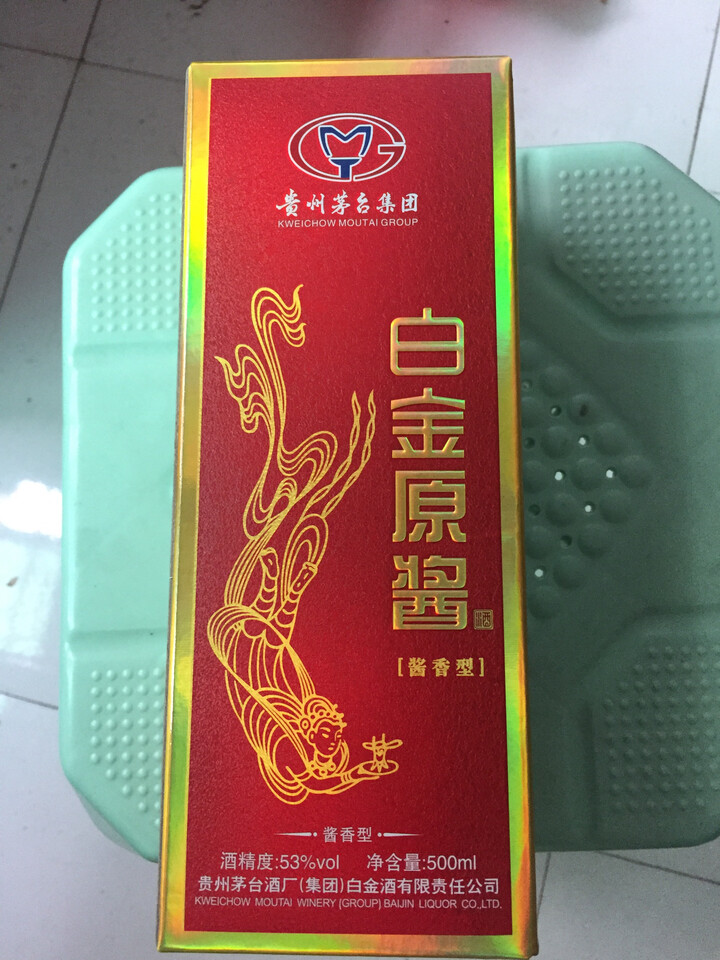 MG
贵州茅台集团
KWEICHOW MOUTAI GROUP
白金原酱
酒
[酱香型]
酱香型
酒精度:53%vol 净含量:500ml
贵州茅台酒厂(集团)白金酒有限责任公司
KWEICHOW MOUTAI WINERY (GROUP) BAIJIN LIQUOR CO.,LTD.